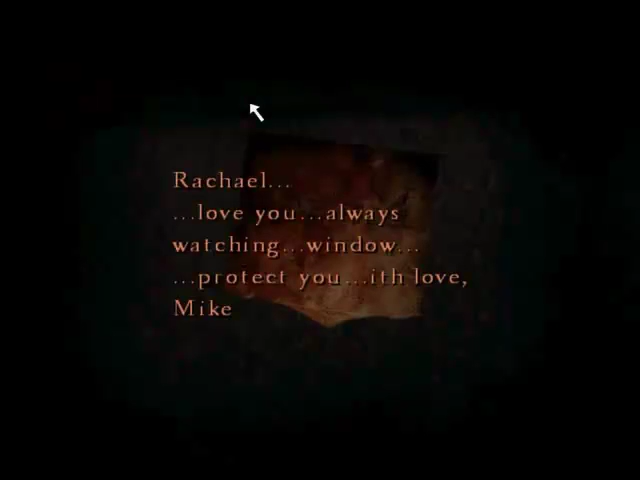 Rachael...
...love you...always
watching...window...
...protect you...ith love,
Mike